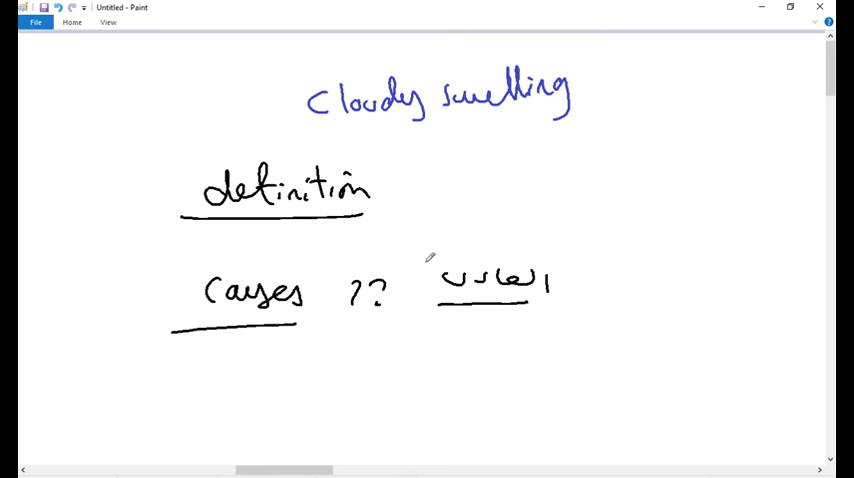 Untitled - Paint
File Home View
cloudy swelling
definition
causes ??